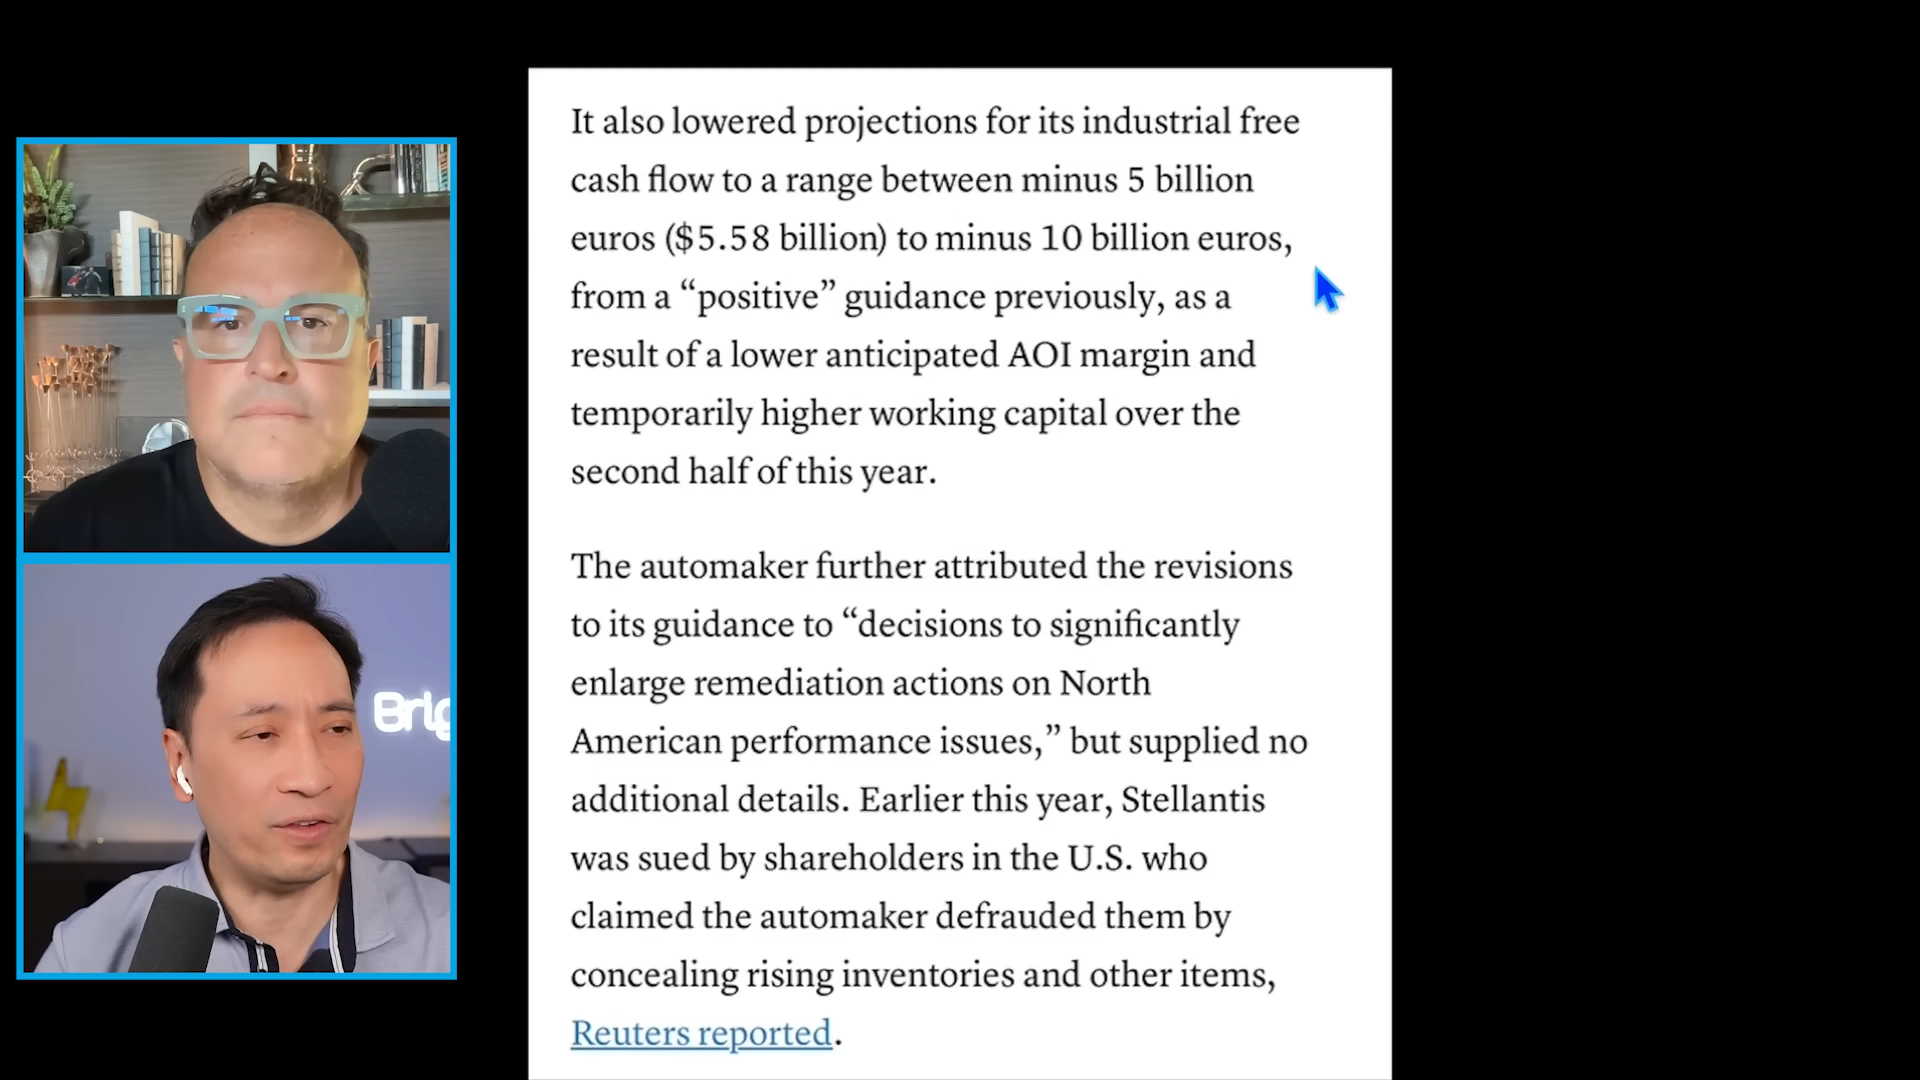 It also lowered projections for its industrial free
cash flow to a range between minus 5 billion
euros ($5.58 billion) to minus 10 billion euros,
from a “positive” guidance previously, as a
result of a lower anticipated AOI margin and
temporarily higher working capital over the
second half of this year.
The automaker further attributed the revisions
to its guidance to “decisions to significantly
enlarge remediation actions on North
American performance issues,” but supplied no
additional details. Earlier this year, Stellantis
was sued by shareholders in the U.S. who
claimed the automaker defrauded them by
concealing rising inventories and other items,
Reuters reported.
Brig